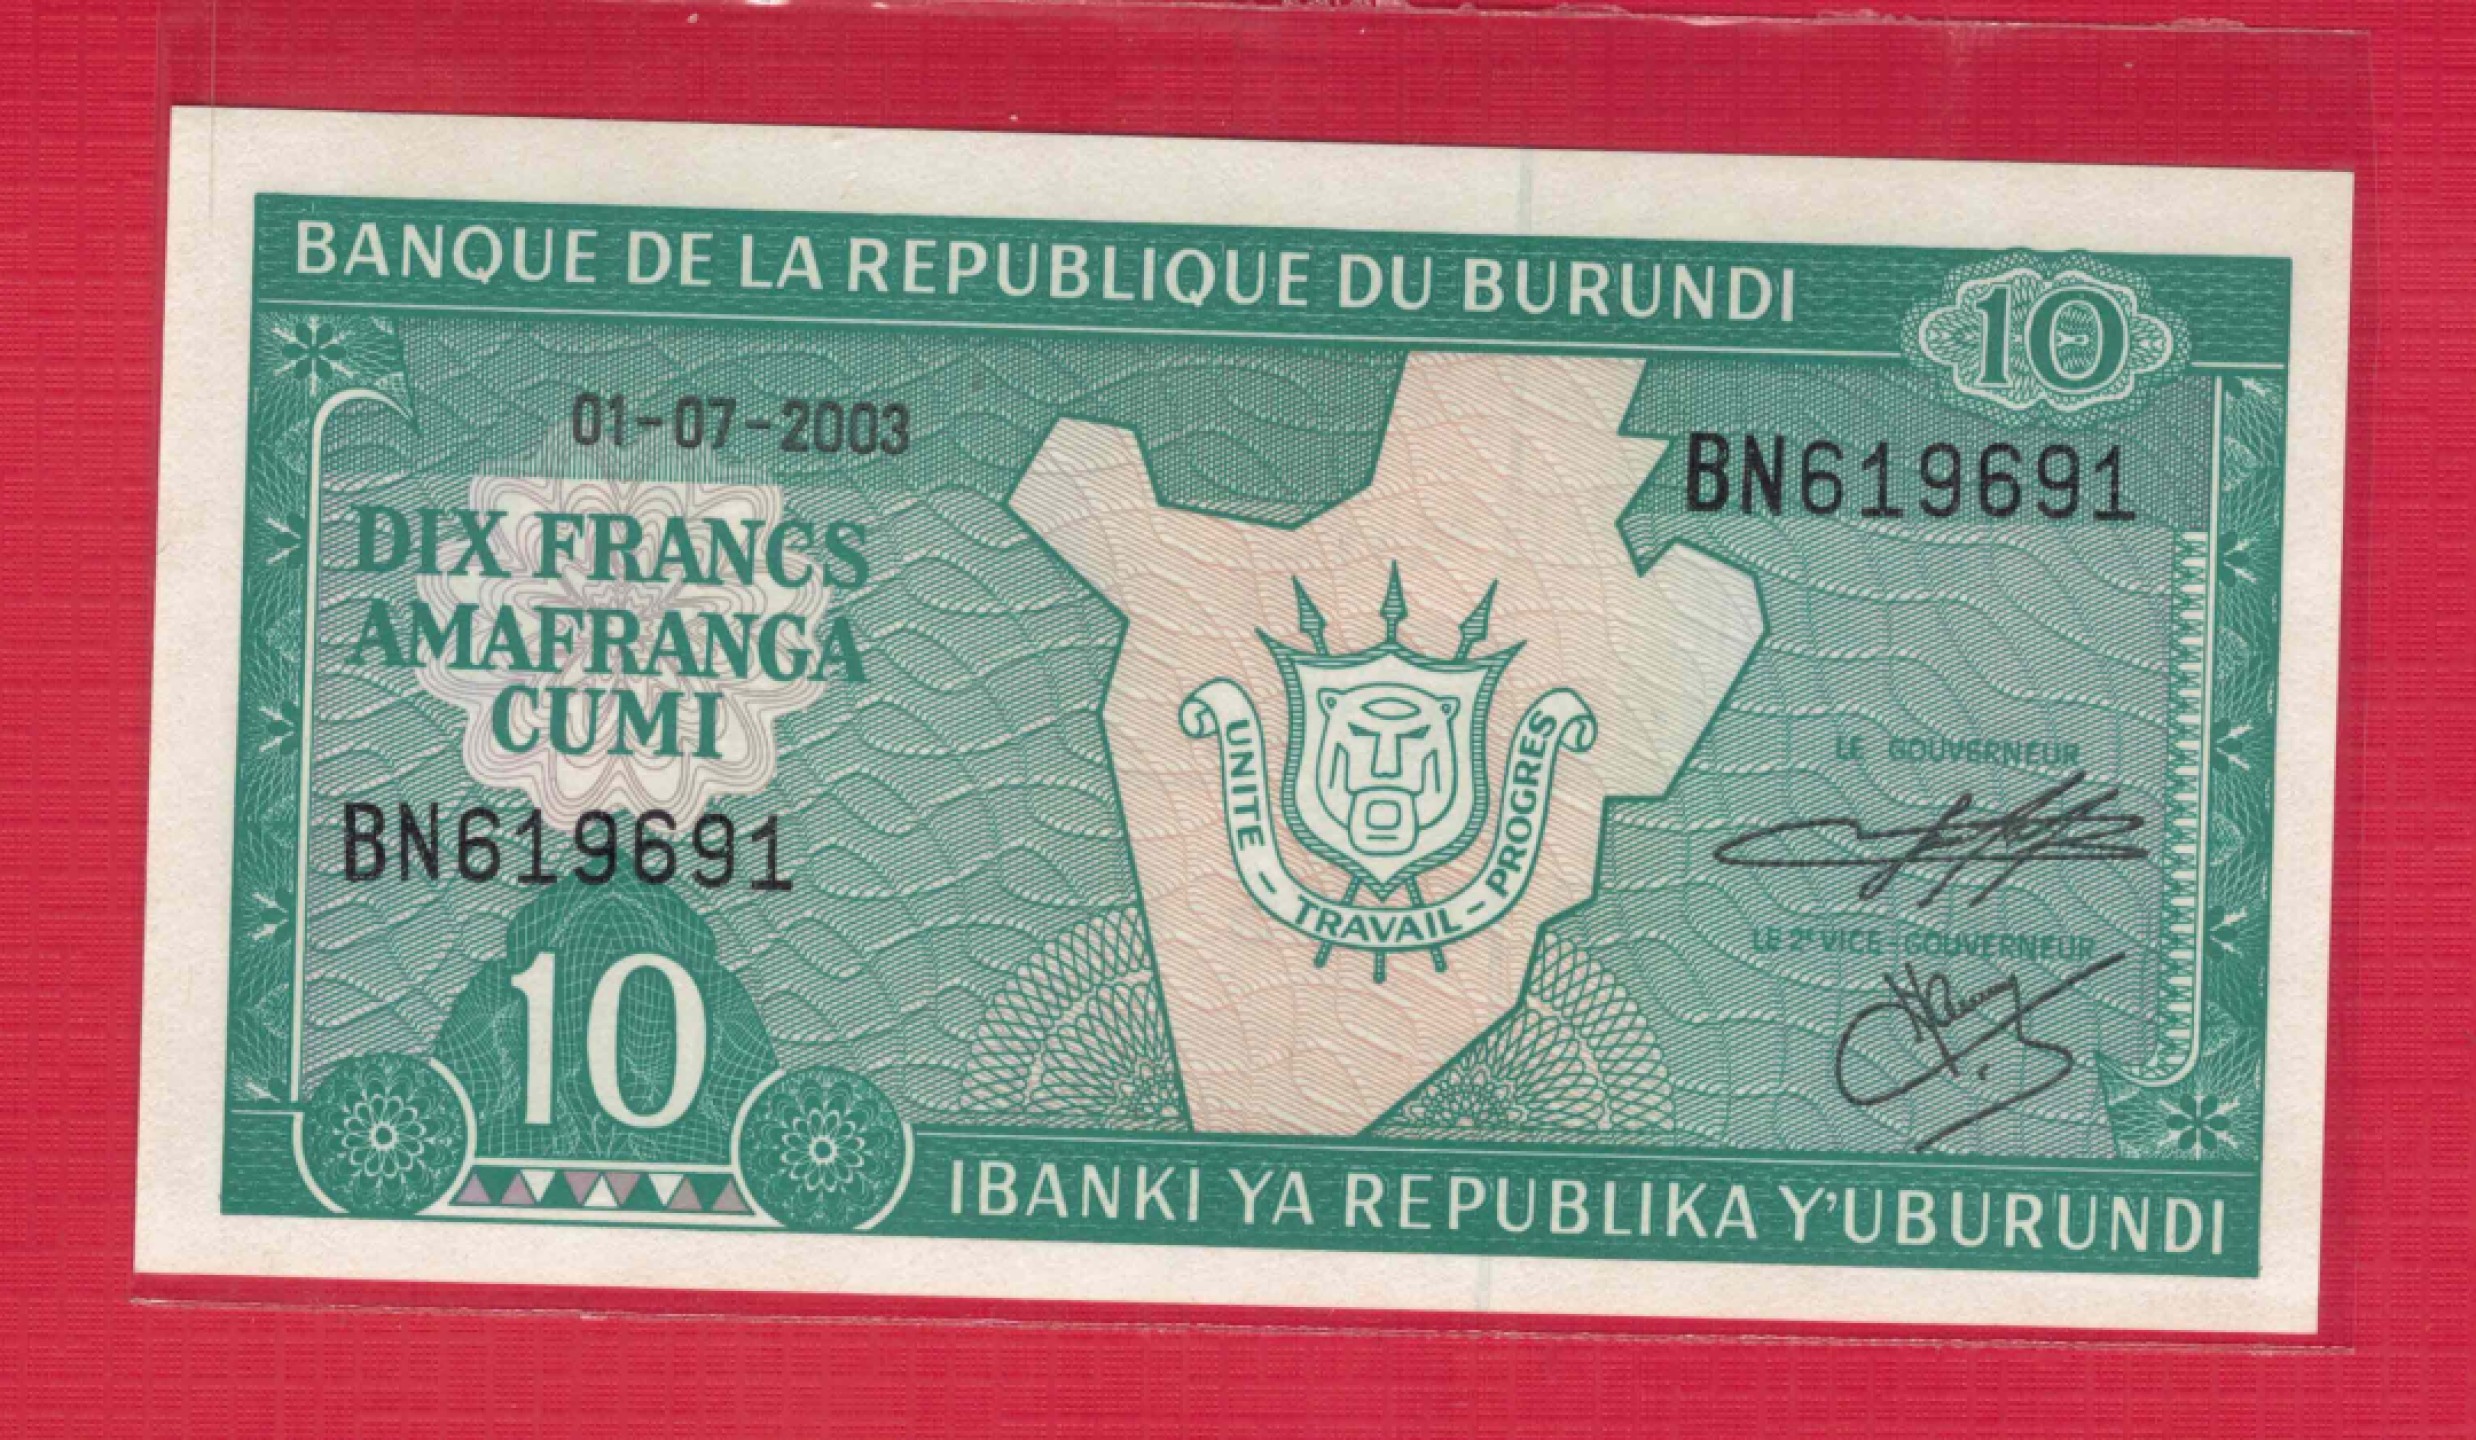 BANQUE DE LA REPUBLIQUE DU BURUNDI
10
01-07-2003
BN619691
DIX FRANCS
AMAFRANGA
CUMI
UNITE - TRAVAIL - PROGRES
LE GOUVERNEUR
BN619691
LE 2e VICE-GOUVERNEUR
10
IBANKI YA REPUBLIKA Y'UBURUNDI